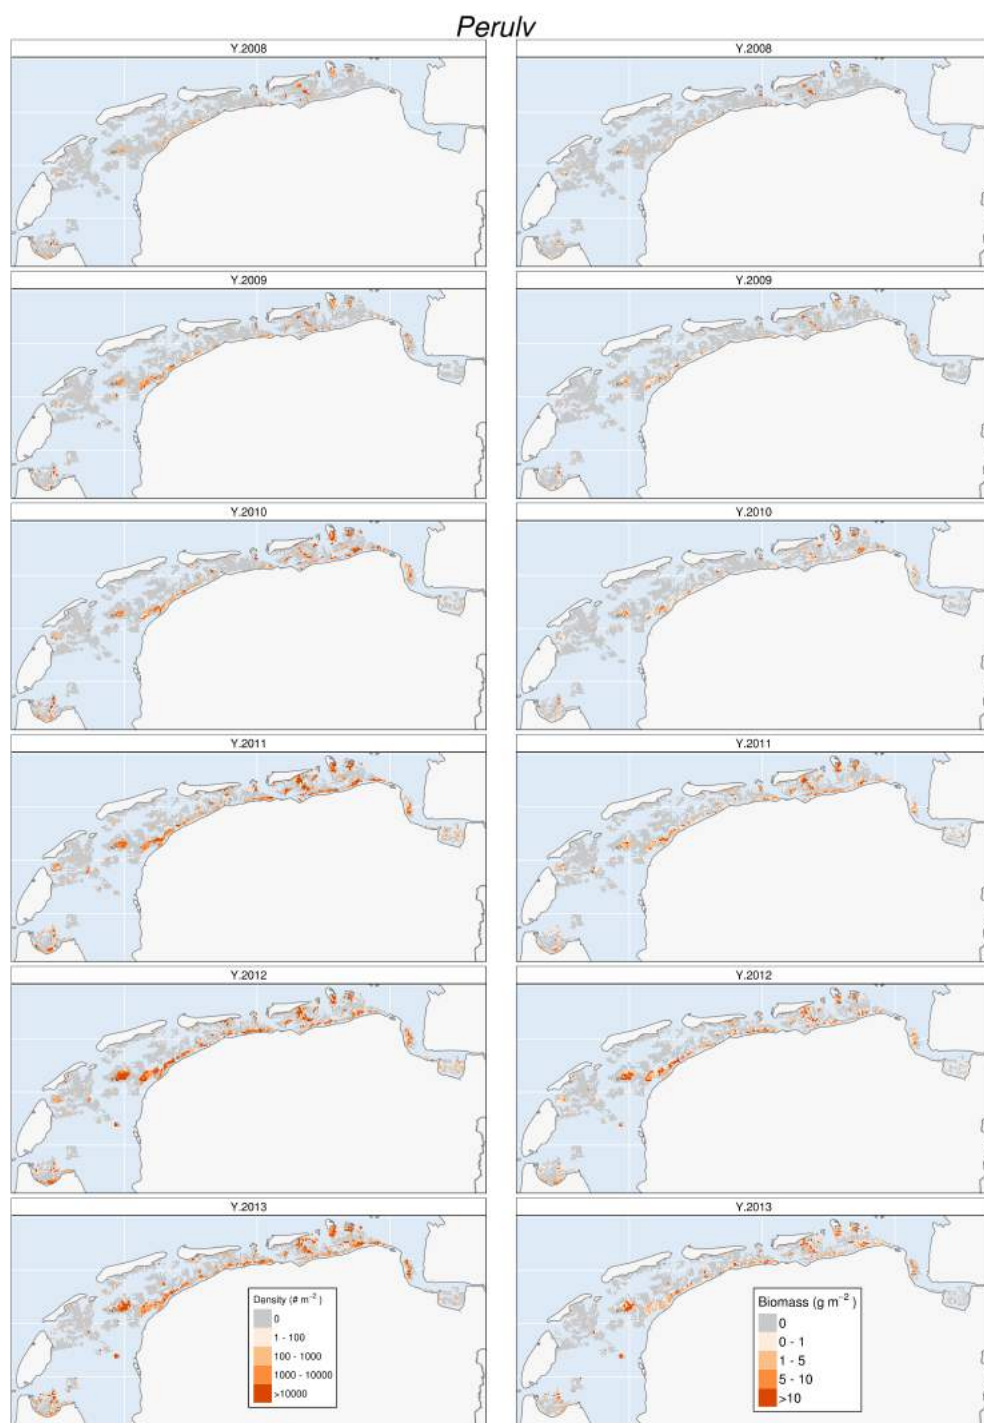 Perulv
Y.2008
Y.2008
Y.2009
Y.2009
Y.2010
Y.2010
Y.2011
Y.2011
Y.2012
Y.2012
Y.2013
Y.2013
Density (# m⁻²)
0
1 - 100
100 - 1000
1000 - 10000
>10000
Biomass (g m⁻²)
0
0 - 1
1 - 5
5 - 10
>10